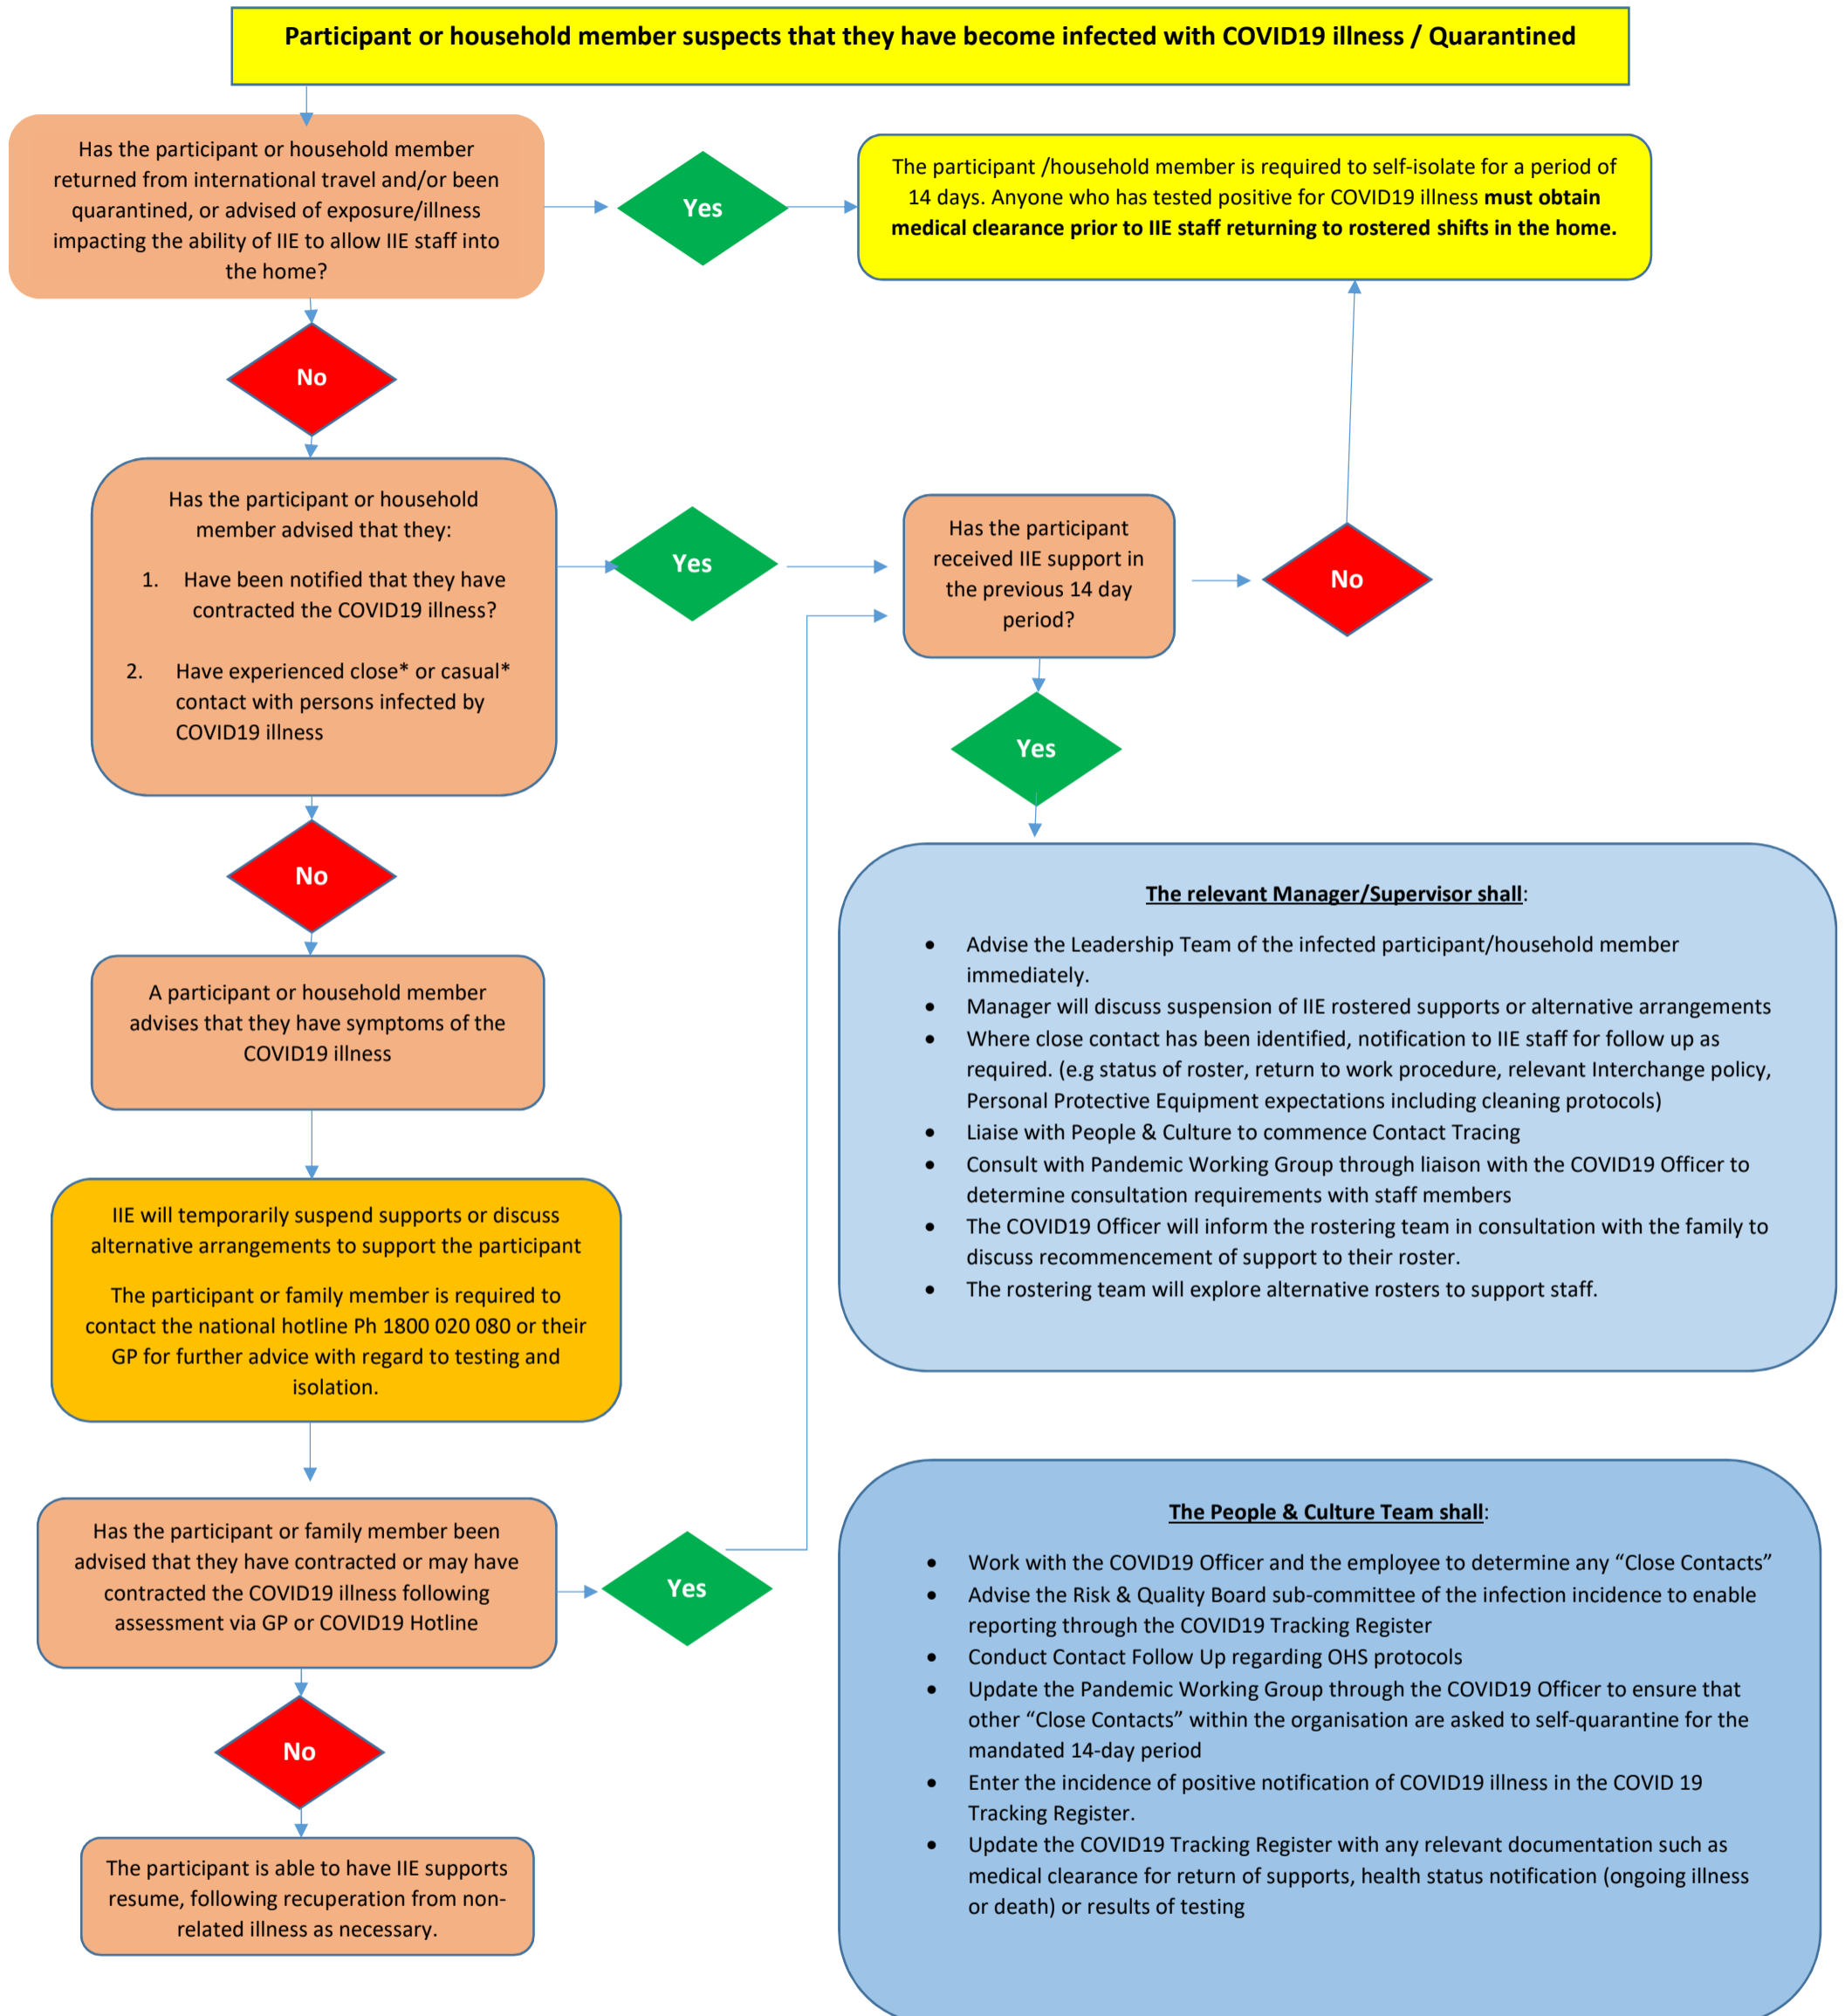 Participant or household member suspects that they have become infected with COVID19 illness / Quarantined
Has the participant or household member
returned from international travel and/or been
quarantined, or advised of exposure/illness
impacting the ability of IIE to allow IIE staff into
the home?
Yes
The participant /household member is required to self-isolate for a period of
14 days. Anyone who has tested positive for COVID19 illness must obtain
medical clearance prior to IIE staff returning to rostered shifts in the home.
No
Has the participant or household
member advised that they:
1. Have been notified that they have
contracted the COVID19 illness?
2. Have experienced close* or casual*
contact with persons infected by
COVID19 illness
Yes
Has the participant
received IIE support in
the previous 14 day
period?
No
Yes
No
A participant or household member
advises that they have symptoms of the
COVID19 illness
IIE will temporarily suspend supports or discuss
alternative arrangements to support the participant
The participant or family member is required to
contact the national hotline Ph 1800 020 080 or their
GP for further advice with regard to testing and
isolation.
Has the participant or family member been
advised that they have contracted or may have
contracted the COVID19 illness following
assessment via GP or COVID19 Hotline
Yes
No
The participant is able to have IIE supports
resume, following recuperation from non-
related illness as necessary.
The relevant Manager/Supervisor shall:
• Advise the Leadership Team of the infected participant/household member
immediately.
• Manager will discuss suspension of IIE rostered supports or alternative arrangements
• Where close contact has been identified, notification to IIE staff for follow up as
required. (e.g status of roster, return to work procedure, relevant Interchange policy,
Personal Protective Equipment expectations including cleaning protocols)
• Liaise with People & Culture to commence Contact Tracing
• Consult with Pandemic Working Group through liaison with the COVID19 Officer to
determine consultation requirements with staff members
• The COVID19 Officer will inform the rostering team in consultation with the family to
discuss recommencement of support to their roster.
• The rostering team will explore alternative rosters to support staff.
The People & Culture Team shall:
• Work with the COVID19 Officer and the employee to determine any “Close Contacts”
• Advise the Risk & Quality Board sub-committee of the infection incidence to enable
reporting through the COVID19 Tracking Register
• Conduct Contact Follow Up regarding OHS protocols
• Update the Pandemic Working Group through the COVID19 Officer to ensure that
other “Close Contacts” within the organisation are asked to self-quarantine for the
mandated 14-day period
• Enter the incidence of positive notification of COVID19 illness in the COVID 19
Tracking Register.
• Update the COVID19 Tracking Register with any relevant documentation such as
medical clearance for return of supports, health status notification (ongoing illness
or death) or results of testing